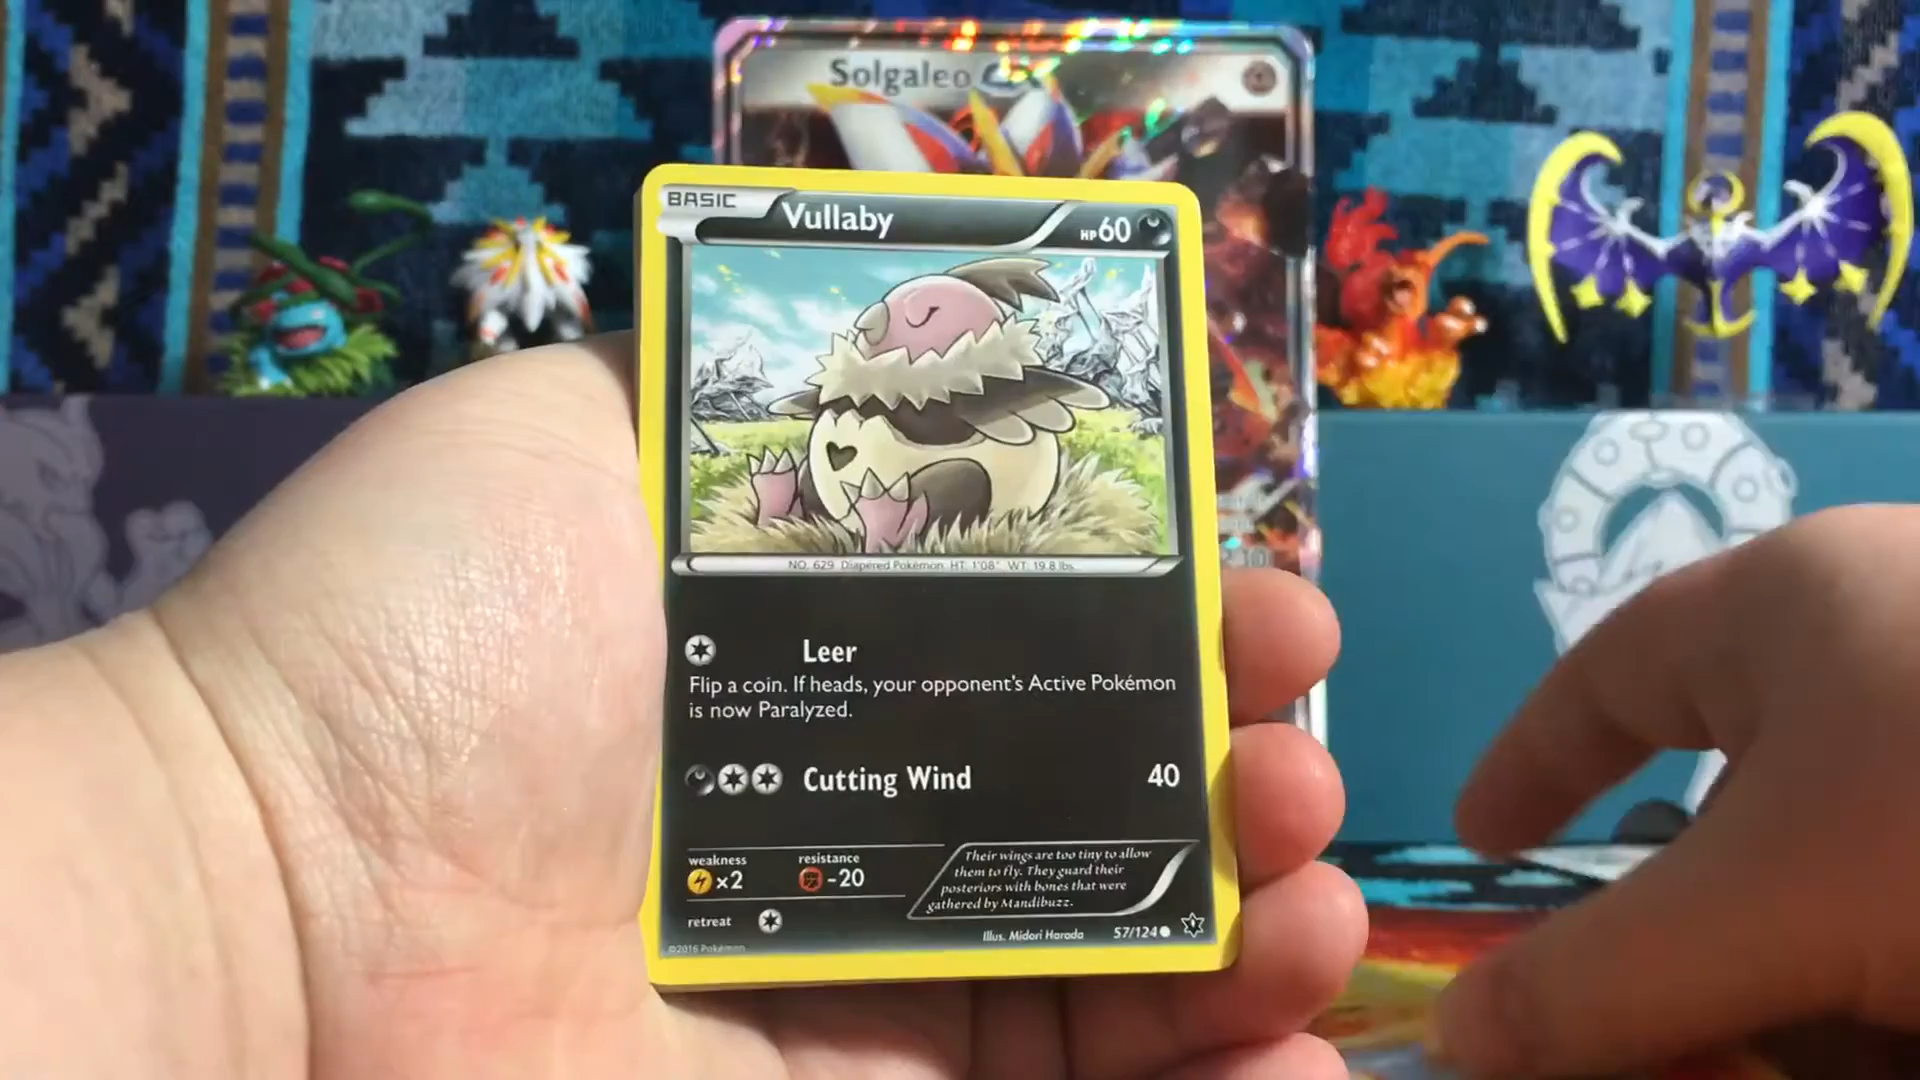 Solgaleo GX
BASIC
Vullaby
HP 60
NO. 629 Diapered Pokémon HT: 1'08" WT: 19.8 lbs.
Leer
Flip a coin. If heads, your opponent's Active Pokémon
is now Paralyzed.
Cutting Wind 40
weakness resistance
×2 -20
retreat
Their wings are too tiny to allow
them to fly. They guard their
posteriors with bones that were
gathered by Mandibuzz.
Illus. Midori Harada 57/124
©2016 Pokémon